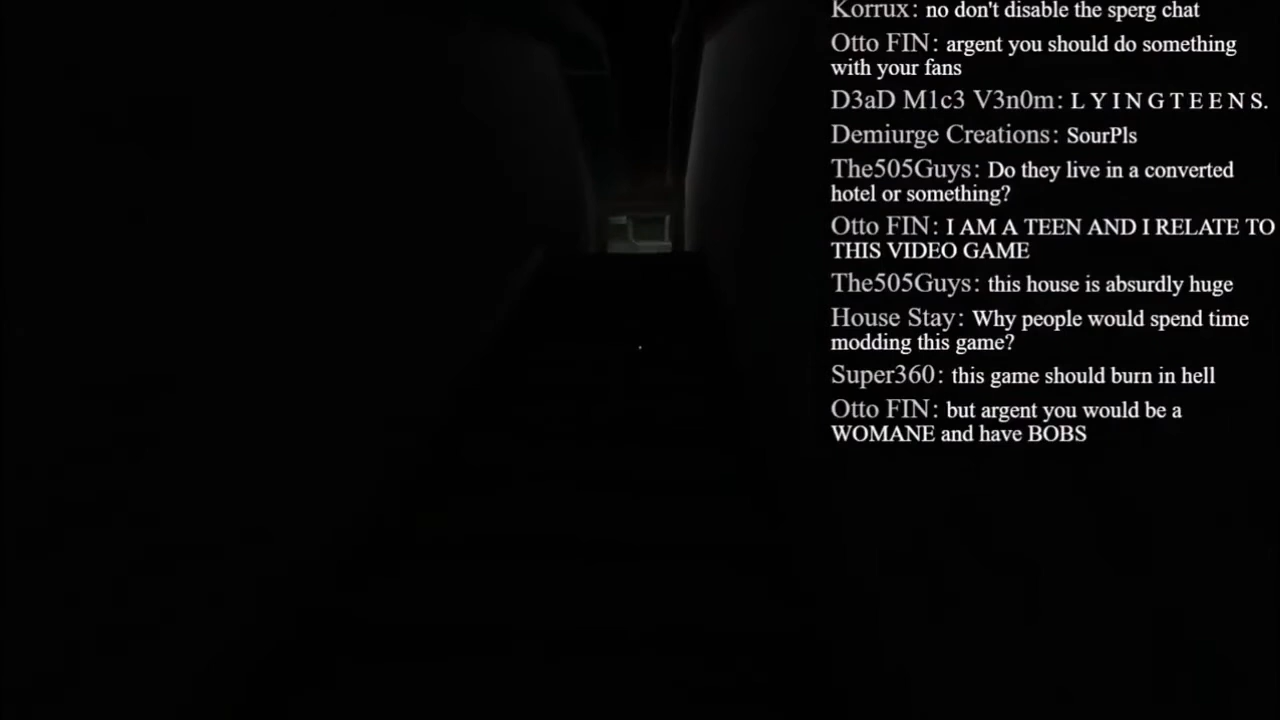 Korrux: no don't disable the sperg chat
Otto FIN: argent you should do something
with your fans
D3aD M1c3 V3n0m: L Y I N G T E E N S.
Demiurge Creations: SourPls
The505Guys: Do they live in a converted
hotel or something?
Otto FIN: I AM A TEEN AND I RELATE TO
THIS VIDEO GAME
The505Guys: this house is absurdly huge
House Stay: Why people would spend time
modding this game?
Super360: this game should burn in hell
Otto FIN: but argent you would be a
WOMANE and have BOBS